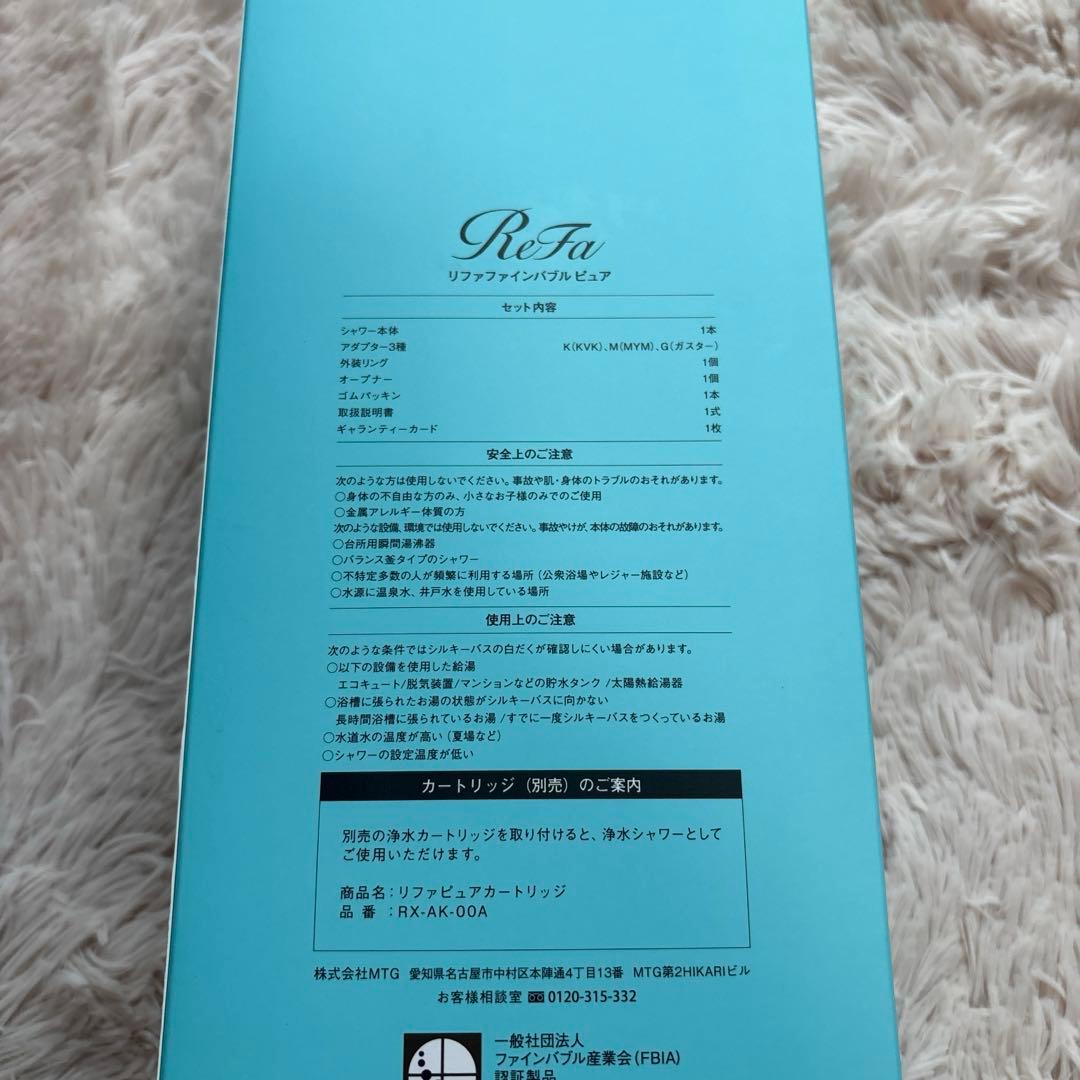 ReFa
リファファインバブル ピュア
セット内容
シャワー本体 1本
アダプター3種 K(KVK)、M(MYM)、G(ガスター)
外装リング 1個
オープナー 1個
ゴムパッキン 1本
取扱説明書 1式
ギャランティーカード 1枚
安全上のご注意
次のような方は使用しないでください。事故や肌・身体のトラブルのおそれがあります。
○身体の不自由な方のみ、小さなお子様のみでのご使用
○金属アレルギー体質の方
次のような設備、環境では使用しないでください。事故やけが、本体の故障のおそれがあります。
○台所用瞬間湯沸器
○バランス釜タイプのシャワー
○不特定多数の人が頻繁に利用する場所（公衆浴場やレジャー施設など）
○水源に温泉水、井戸水を使用している場所
使用上のご注意
次のような条件ではシルキーバスの白だくが確認しにくい場合があります。
○以下の設備を使用した給湯
エコキュート/脱気装置/マンションなどの貯水タンク /太陽熱給湯器
○浴槽に張られたお湯の状態がシルキーバスに向かない
長時間浴槽に張られているお湯 /すでに一度シルキーバスをつくっているお湯
○水道水の温度が高い（夏場など）
○シャワーの設定温度が低い
カートリッジ（別売）のご案内
別売の浄水カートリッジを取り付けると、浄水シャワーとして
ご使用いただけます。
商品名：リファピュアカートリッジ
品 番 ：RX-AK-00A
株式会社MTG 愛知県名古屋市中村区本陣通4丁目13番 MTG第2HIKARIビル
お客様相談室 0120-315-332
一般社団法人
ファインバブル産業会(FBIA)
認証製品